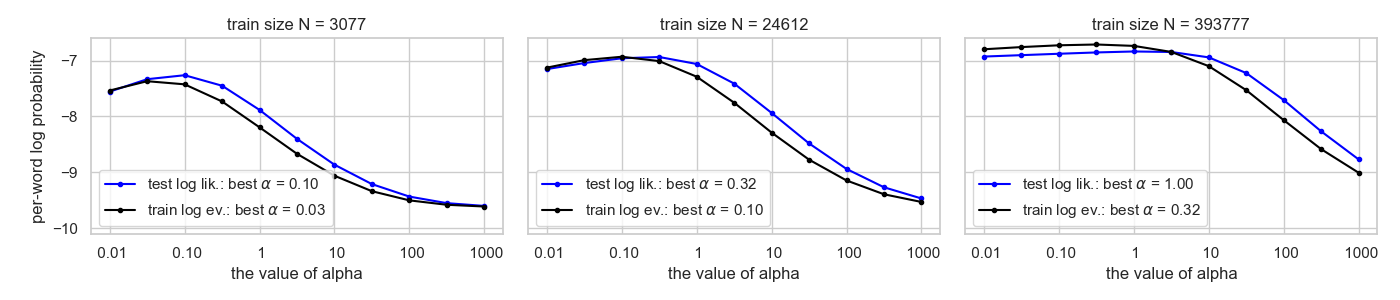 train size N = 3077
train size N = 24612
train size N = 393777
per-word log probability
−7
−8
−9
−10
test log lik.: best α = 0.10
train log ev.: best α = 0.03
test log lik.: best α = 0.32
train log ev.: best α = 0.10
test log lik.: best α = 1.00
train log ev.: best α = 0.32
0.01 0.10 1 10 100 1000
0.01 0.10 1 10 100 1000
0.01 0.10 1 10 100 1000
the value of alpha
the value of alpha
the value of alpha